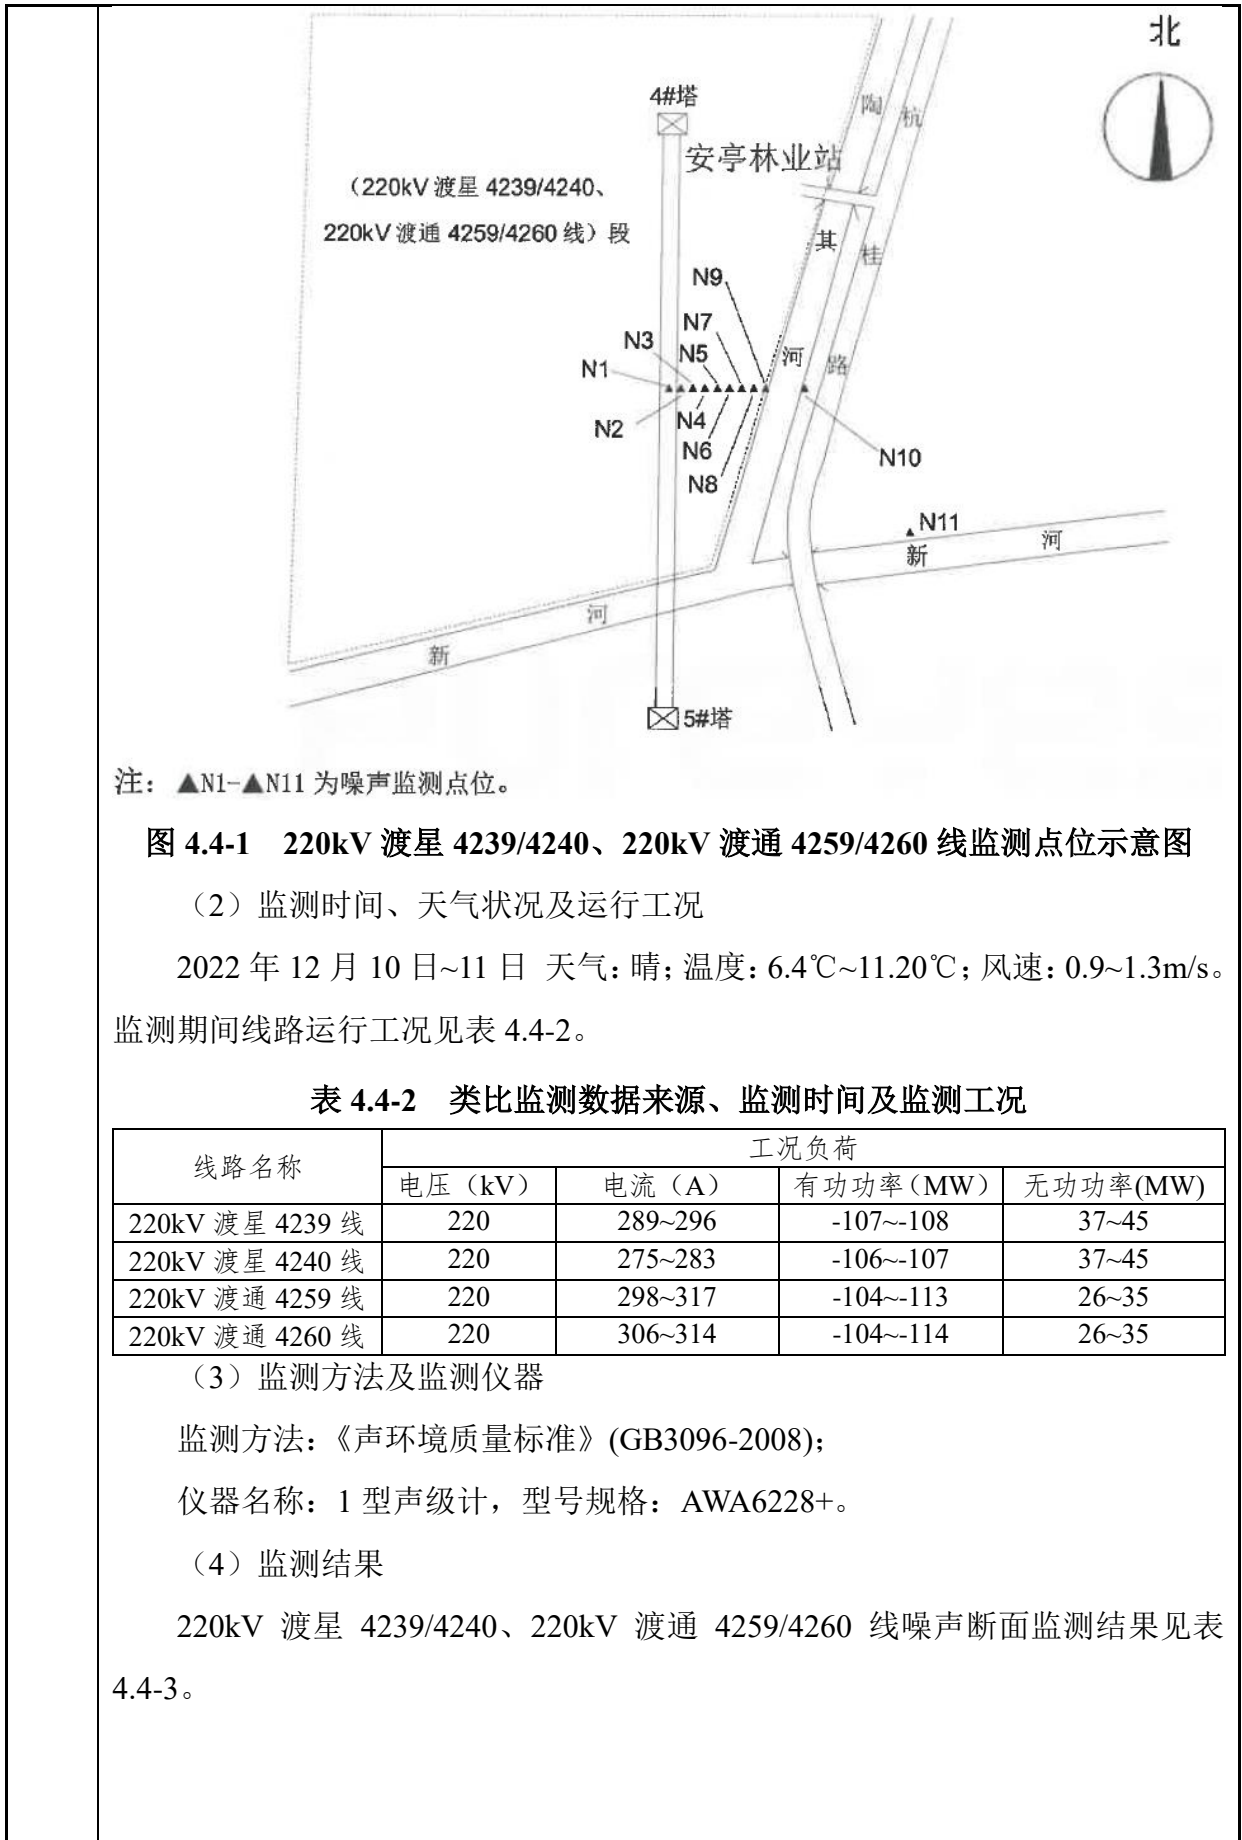 北
4#塔
陶
杭
安亭林业站
（220kV 渡星 4239/4240、
220kV 渡通 4259/4260 线）段
其
桂
N9
N7
N3
N5
河
路
N1
N4
N2
N6
N10
N8
N11
新
河
河
新
5#塔
注：▲N1-▲N11 为噪声监测点位。
图 4.4-1 220kV 渡星 4239/4240、220kV 渡通 4259/4260 线监测点位示意图
（2）监测时间、天气状况及运行工况
2022 年 12 月 10 日~11 日 天气：晴；温度：6.4℃~11.20℃；风速：0.9~1.3m/s。
监测期间线路运行工况见表 4.4-2。
表 4.4-2 类比监测数据来源、监测时间及监测工况
线路名称 工况负荷
电压（kV） 电流（A） 有功功率（MW） 无功功率(MW)
220kV 渡星 4239 线 220 289~296 -107~-108 37~45
220kV 渡星 4240 线 220 275~283 -106~-107 37~45
220kV 渡通 4259 线 220 298~317 -104~-113 26~35
220kV 渡通 4260 线 220 306~314 -104~-114 26~35
（3）监测方法及监测仪器
监测方法：《声环境质量标准》(GB3096-2008)；
仪器名称：1 型声级计，型号规格：AWA6228+。
（4）监测结果
220kV 渡星 4239/4240、220kV 渡通 4259/4260 线噪声断面监测结果见表
4.4-3。